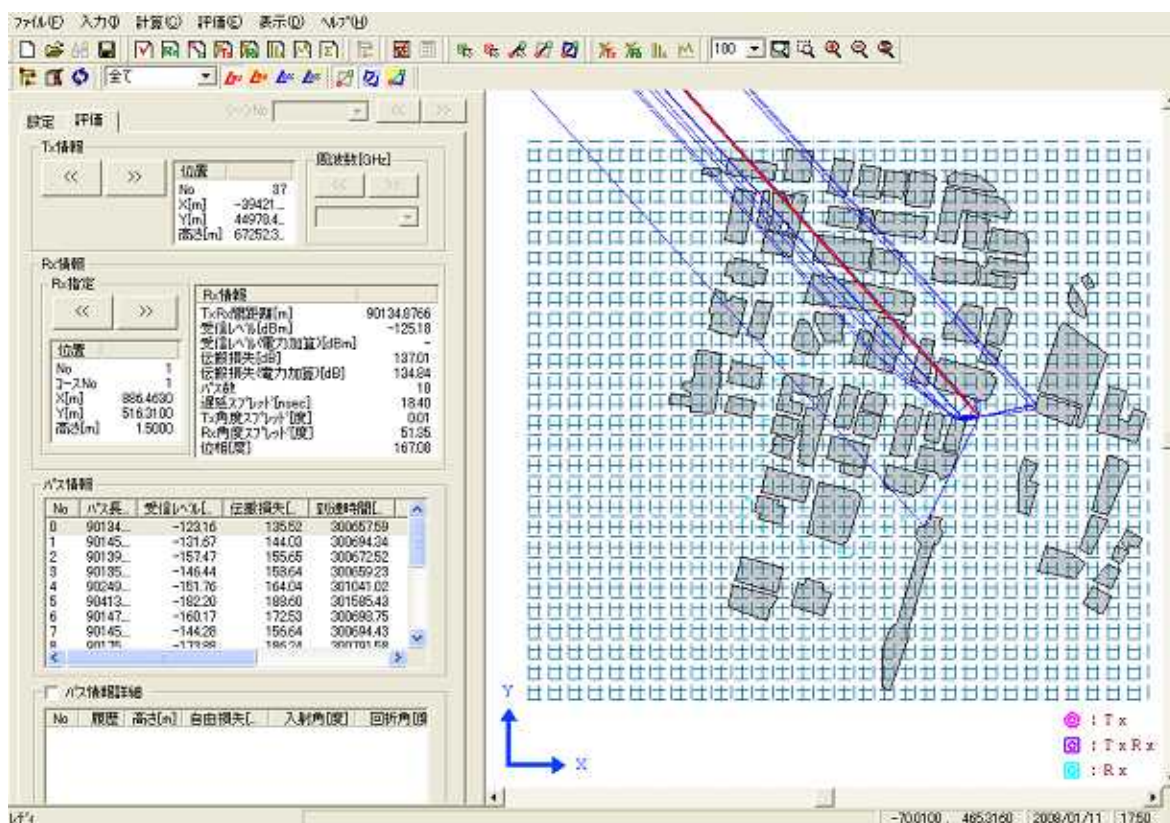 ファイル(F) 入力(I) 計算(C) 評価(E) 表示(D) ヘルプ(H)
100
全て
設定 評価
Tx情報
<< >>
位置
No 37
X[m] -39421...
Y[m] 44978.4...
高さ[m] 67252.3...
周波数[GHz]
<< >>
Rx情報
Rx指定
<< >>
位置
No 1
コースNo 1
X[m] 886.4630
Y[m] 516.3100
高さ[m] 1.5000
Rx情報
TxRx間距離[m] 90134.8766
受信レベル[dBm] -125.18
受信レベル(電力加算)[dBm] -
伝搬損失[dB] 137.01
伝搬損失(電力加算)[dB] 134.84
パス数 18
遅延スプレッド[nsec] 18.40
Tx角度スプレッド[度] 0.01
Rx角度スプレッド[度] 51.35
位相[度] 167.08
パス情報
No パス長... 受信レベル[... 伝搬損失[... 到達時間[...
0 90134... -123.16 135.52 300657.59
1 90145... -131.67 144.03 300694.34
2 90139... -157.47 155.65 300672.52
3 90135... -146.44 158.64 300659.23
4 90249... -151.76 164.04 301041.02
5 90413... -182.20 188.60 301585.43
6 90147... -160.17 172.53 300698.75
7 90145... -144.28 156.64 300694.43
パス情報詳細
No 履歴 高さ[m] 自由損失[... 入射角[度] 回折角[度
Y
X
: Tx
: TxRx
: Rx
レディ
-70.0100 , 465.3160 2008/01/11 17:50